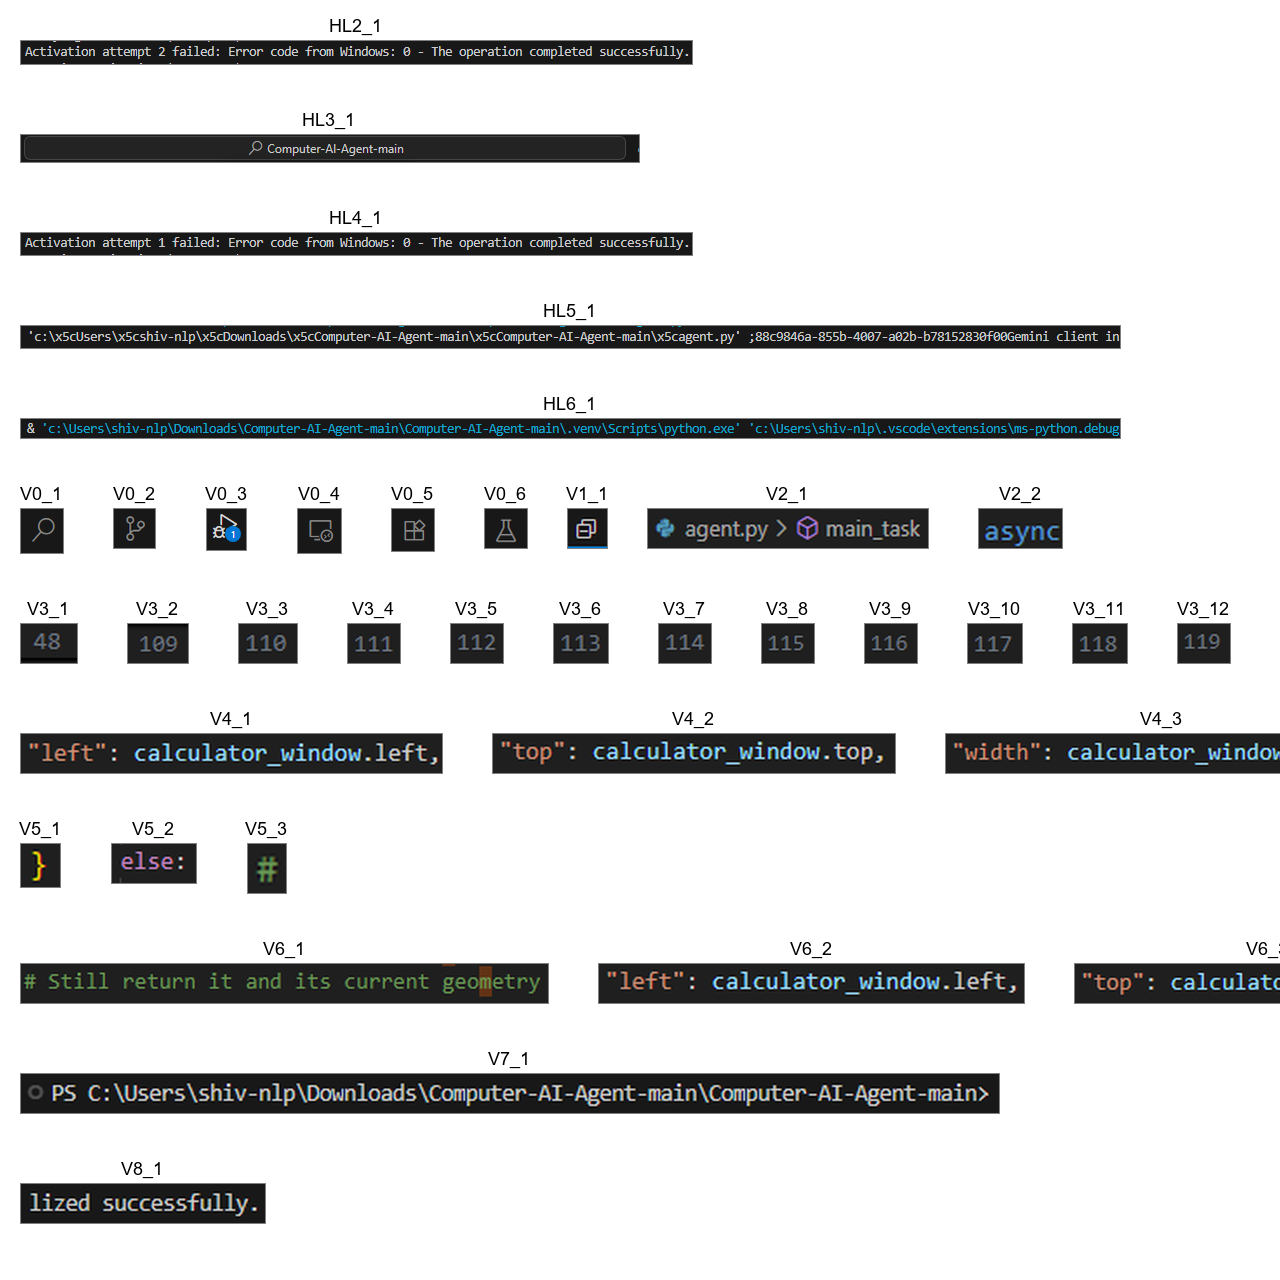 HL2_1
Activation attempt 2 failed: Error code from Windows: 0 - The operation completed successfully.
HL3_1
Computer-AI-Agent-main
HL4_1
Activation attempt 1 failed: Error code from Windows: 0 - The operation completed successfully.
HL5_1
'c:\x5cUsers\x5cshiv-nlp\x5cDownloads\x5cComputer-AI-Agent-main\x5cComputer-AI-Agent-main\x5cagent.py' ;88c9846a-855b-4007-a02b-b78152830f00Gemini client in
HL6_1
& 'c:\Users\shiv-nlp\Downloads\Computer-AI-Agent-main\Computer-AI-Agent-main\.venv\Scripts\python.exe' 'c:\Users\shiv-nlp\.vscode\extensions\ms-python.debug
V0_1 V0_2 V0_3 V0_4 V0_5 V0_6 V1_1 V2_1 V2_2
1 agent.py > main_task async
V3_1 V3_2 V3_3 V3_4 V3_5 V3_6 V3_7 V3_8 V3_9 V3_10 V3_11 V3_12
48 109 110 111 112 113 114 115 116 117 118 119
V4_1 V4_2 V4_3
"left": calculator_window.left, "top": calculator_window.top, "width": calculator_window
V5_1 V5_2 V5_3
} else: #
V6_1 V6_2 V6_3
# Still return it and its current geometry "left": calculator_window.left, "top": calculato
V7_1
PS C:\Users\shiv-nlp\Downloads\Computer-AI-Agent-main\Computer-AI-Agent-main>
V8_1
lized successfully.